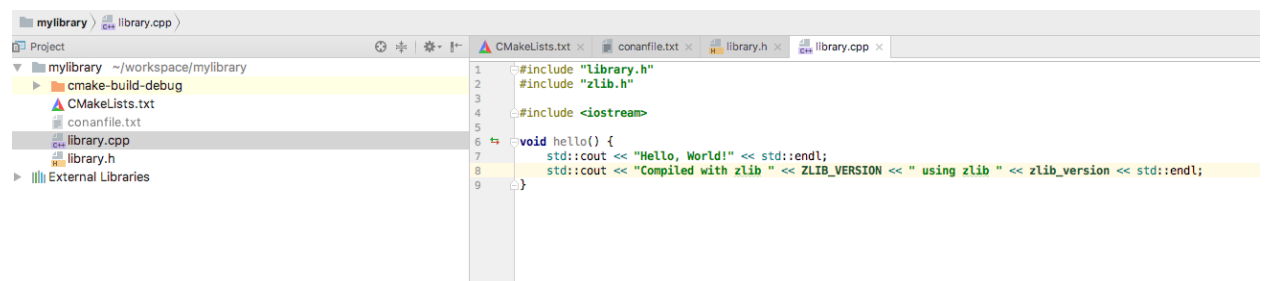 mylibrary library.cpp
Project
CMakeLists.txt conanfile.txt library.h library.cpp
mylibrary ~/workspace/mylibrary
cmake-build-debug
CMakeLists.txt
conanfile.txt
library.cpp
library.h
External Libraries
1 #include "library.h"
2 #include "zlib.h"
3
4 #include <iostream>
5
6 void hello() {
7 std::cout << "Hello, World!" << std::endl;
8 std::cout << "Compiled with zlib " << ZLIB_VERSION << " using zlib " << zlib_version << std::endl;
9 }